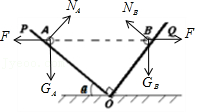 N_A N_B
P Q
F A B F
G_A G_B
a
O